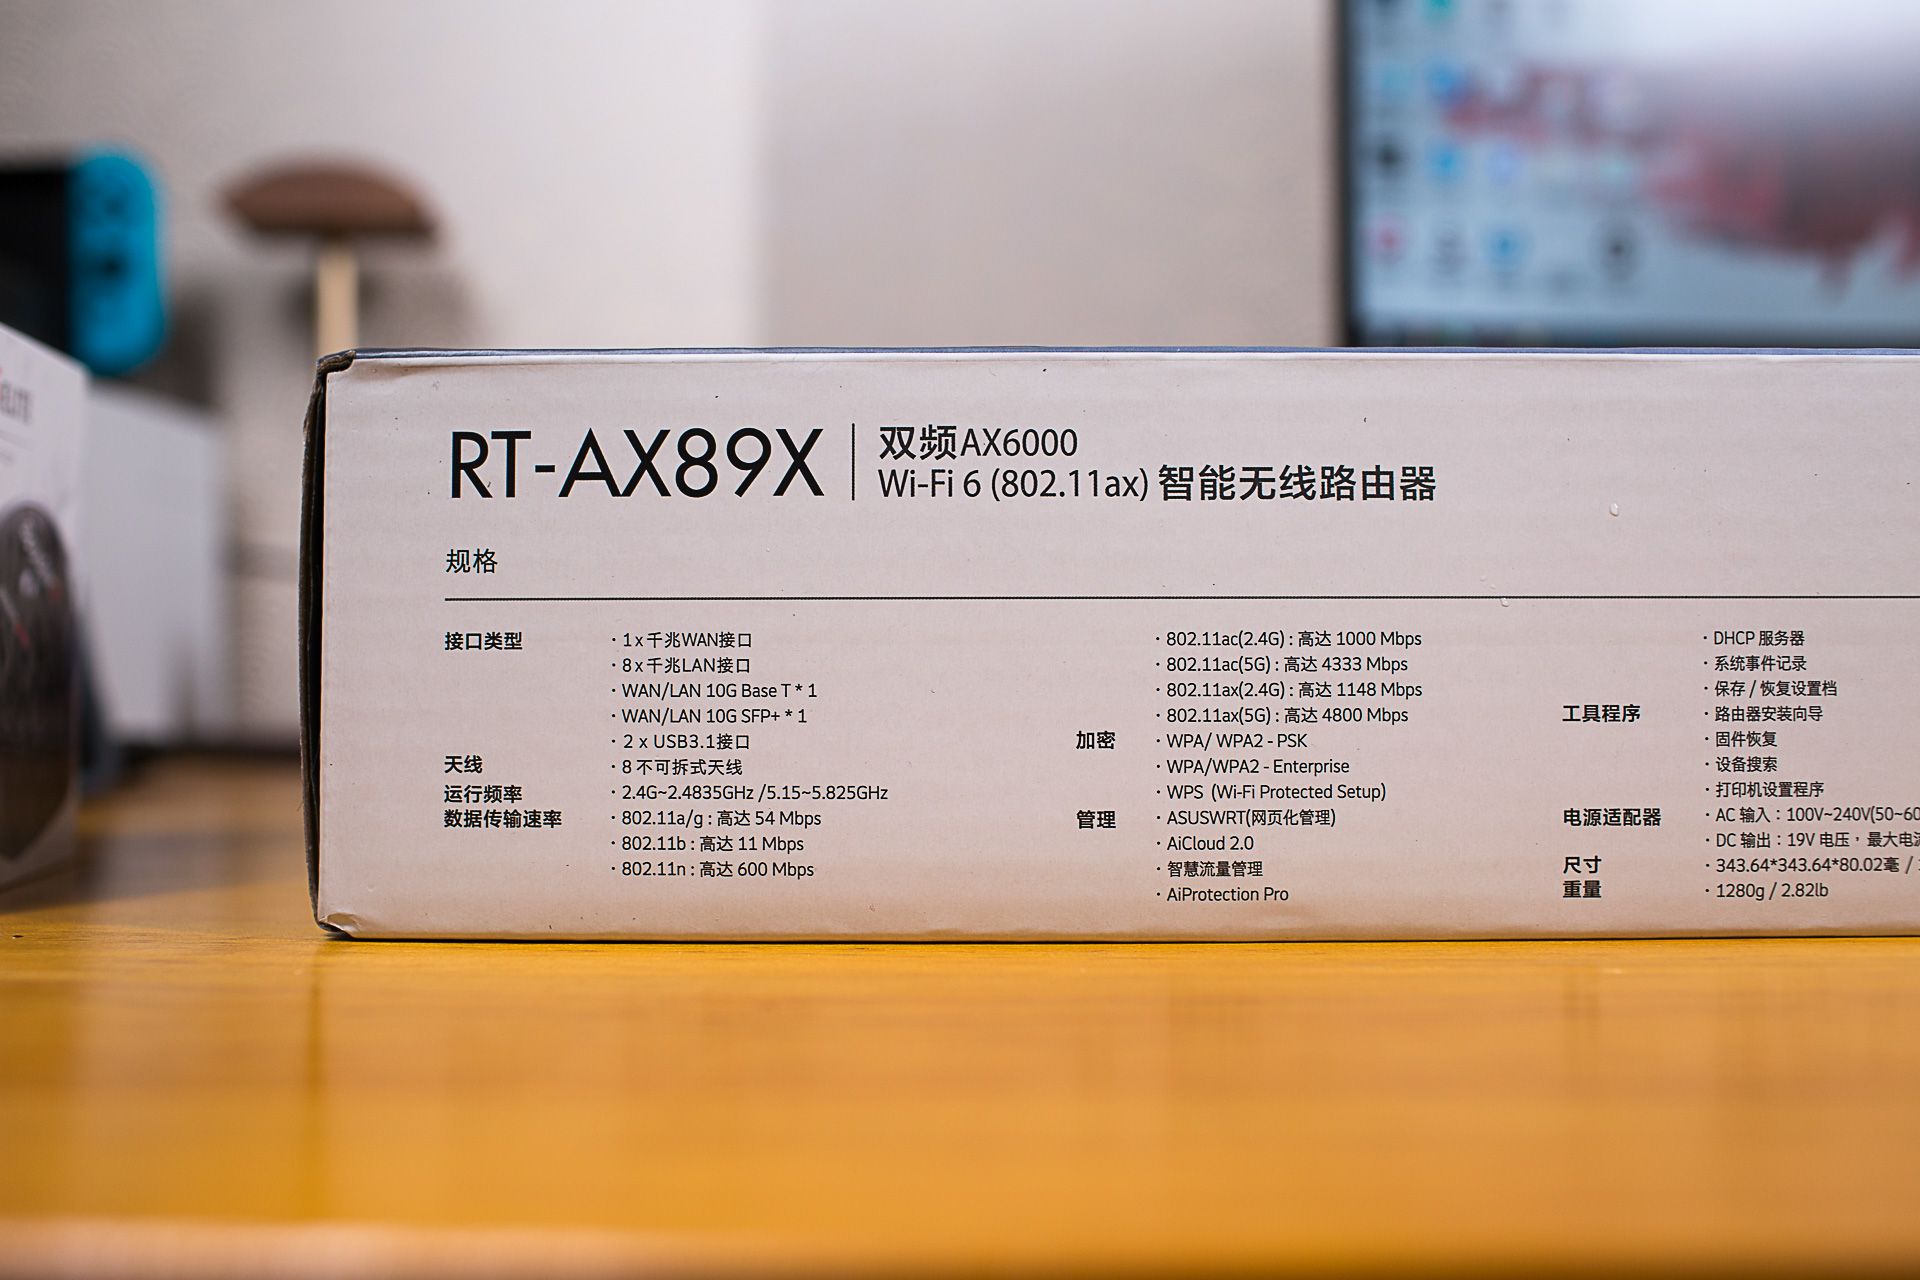 RT-AX89X
双频AX6000
Wi-Fi 6 (802.11ax) 智能无线路由器
规格
接口类型
· 1 x 千兆WAN接口
· 8 x 千兆LAN接口
· WAN/LAN 10G Base T * 1
· WAN/LAN 10G SFP+ * 1
· 2 x USB3.1接口
天线 · 8 不可拆式天线
运行频率 · 2.4G~2.4835GHz /5.15~5.825GHz
数据传输速率 · 802.11a/g : 高达 54 Mbps
· 802.11b : 高达 11 Mbps
· 802.11n : 高达 600 Mbps
· 802.11ac(2.4G) : 高达 1000 Mbps
· 802.11ac(5G) : 高达 4333 Mbps
· 802.11ax(2.4G) : 高达 1148 Mbps
· 802.11ax(5G) : 高达 4800 Mbps
加密 · WPA/ WPA2 - PSK
· WPA/WPA2 - Enterprise
· WPS (Wi-Fi Protected Setup)
管理 · ASUSWRT(网页化管理)
· AiCloud 2.0
· 智慧流量管理
· AiProtection Pro
· DHCP 服务器
· 系统事件记录
· 保存 / 恢复设置档
工具程序 · 路由器安装向导
· 固件恢复
· 设备搜索
· 打印机设置程序
电源适配器 · AC 输入：100V~240V(50~60
· DC 输出：19V 电压，最大电流
尺寸 · 343.64*343.64*80.02毫 /
重量 · 1280g / 2.82lb